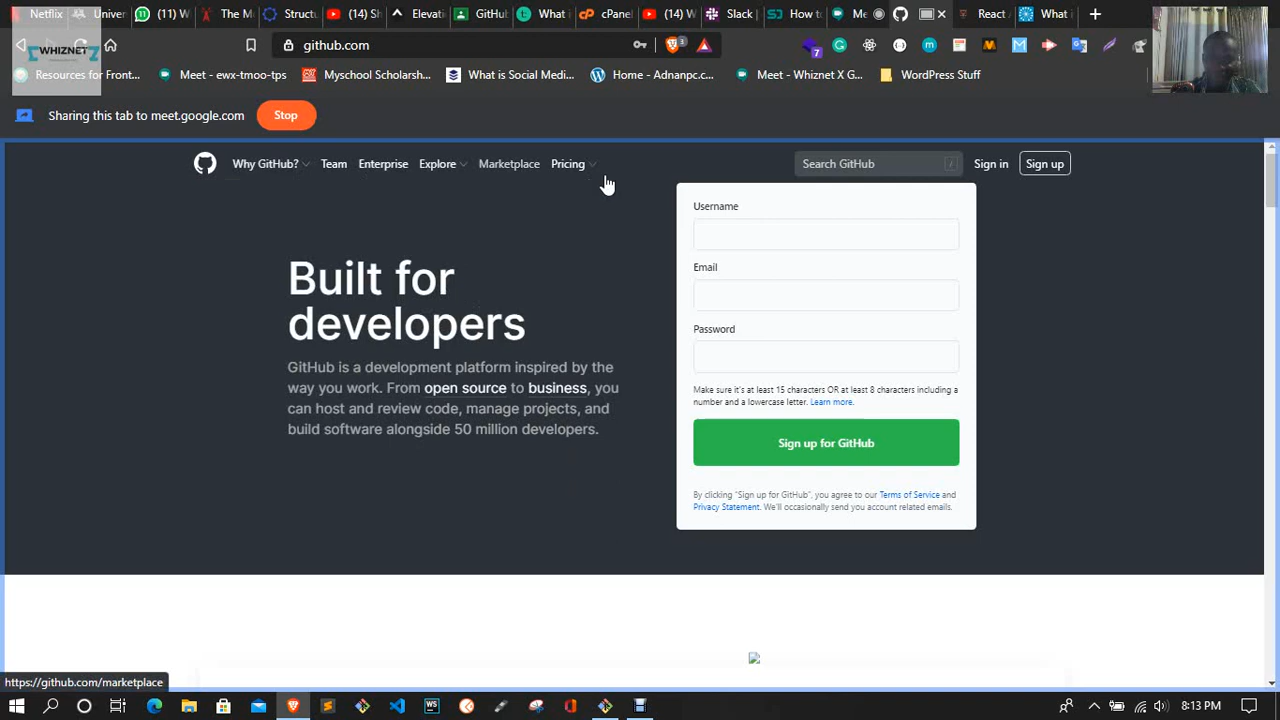 Netflix
Univer
(11) W
The M
Structu
(14) Sh
Elevate
GitHub
What i
cPanel
(14) W
Slack
How to
Me
React
What i
WHIZNET
github.com
3
7
Resources for Front...
Meet - ewx-tmoo-tps
Myschool Scholarsh...
What is Social Medi...
Home - Adnanpc.co...
Meet - Whiznet X G...
WordPress Stuff
Sharing this tab to meet.google.com
Stop
Why GitHub?
Team
Enterprise
Explore
Marketplace
Pricing
Search GitHub
/
Sign in
Sign up
Username
Email
Password
Built for
developers
GitHub is a development platform inspired by the
way you work. From open source to business, you
can host and review code, manage projects, and
build software alongside 50 million developers.
Make sure it's at least 15 characters OR at least 8 characters including a
number and a lowercase letter. Learn more.
Sign up for GitHub
By clicking "Sign up for GitHub", you agree to our Terms of Service and
Privacy Statement. We'll occasionally send you account related emails.
https://github.com/marketplace
8:13 PM